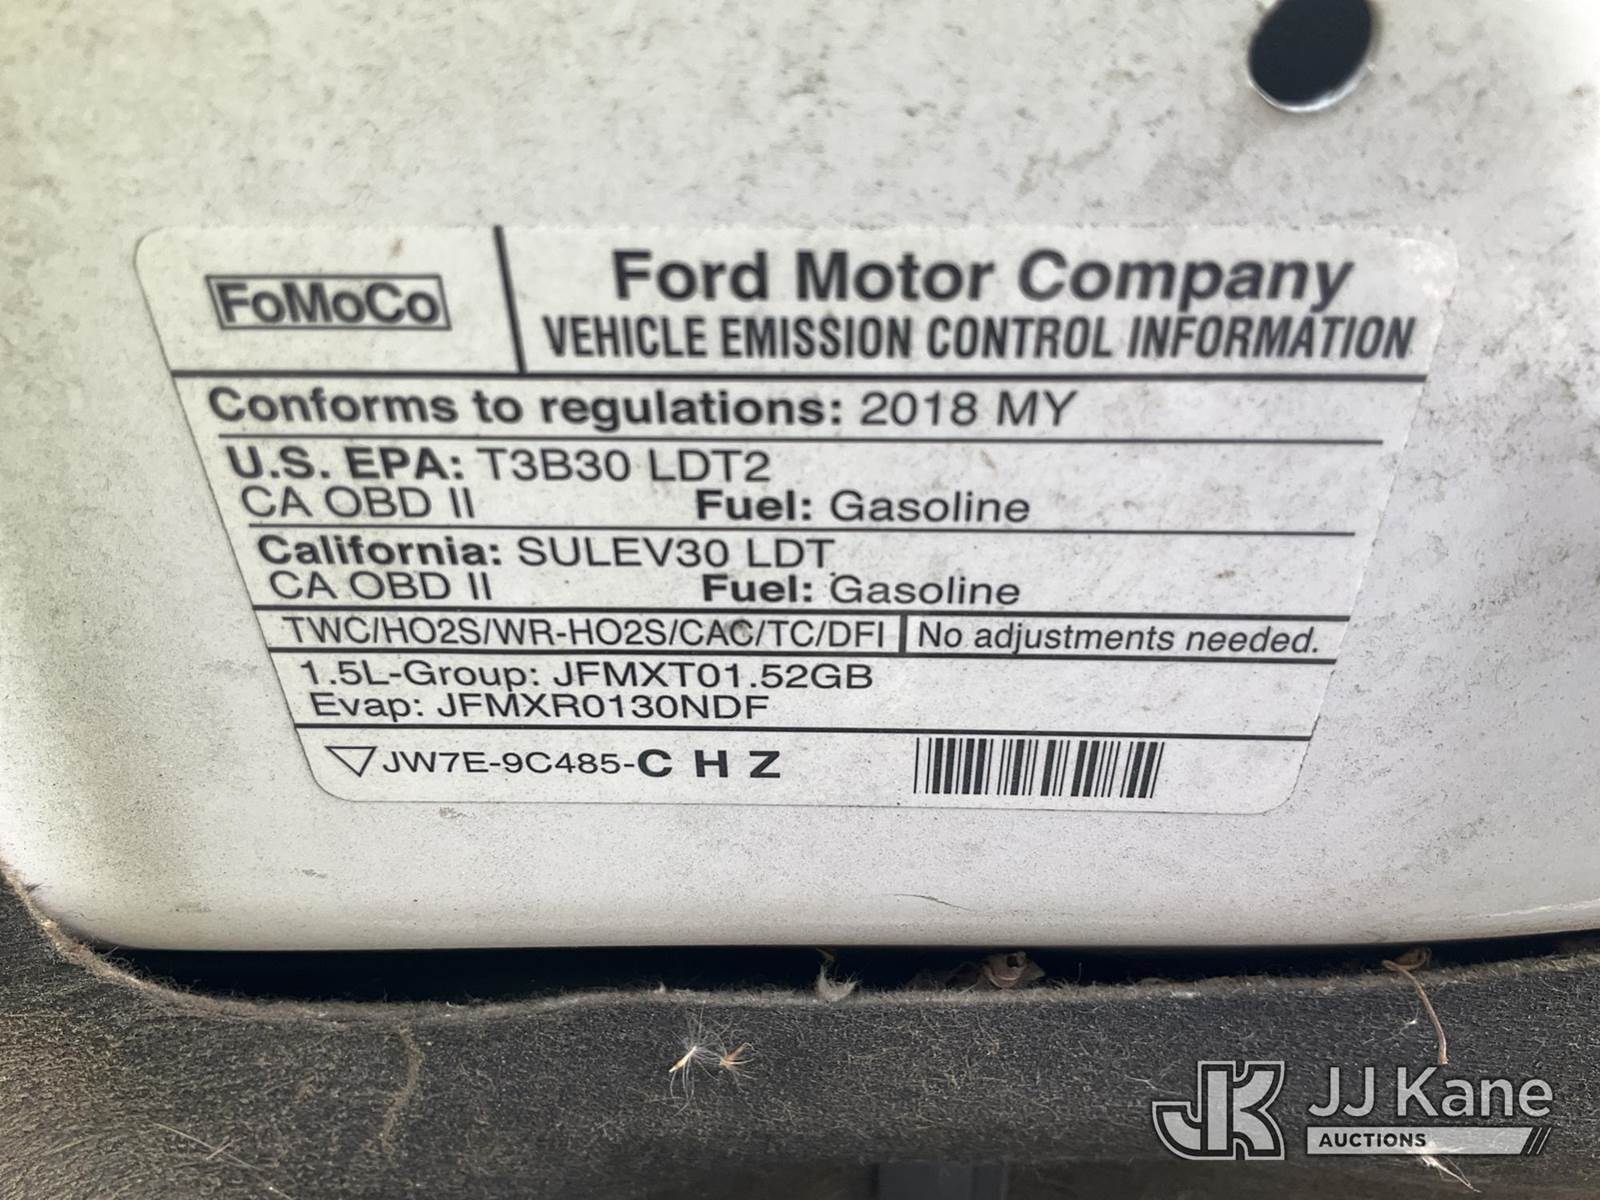 FoMoCo
Ford Motor Company
VEHICLE EMISSION CONTROL INFORMATION
Conforms to regulations: 2018 MY
U.S. EPA: T3B30 LDT2
CA OBD II Fuel: Gasoline
California: SULEV30 LDT
CA OBD II Fuel: Gasoline
TWC/HO2S/WR-HO2S/CAC/TC/DFI No adjustments needed.
1.5L-Group: JFMXT01.52GB
Evap: JFMXR0130NDF
JW7E-9C485-C H Z
JK JJ Kane
AUCTIONS